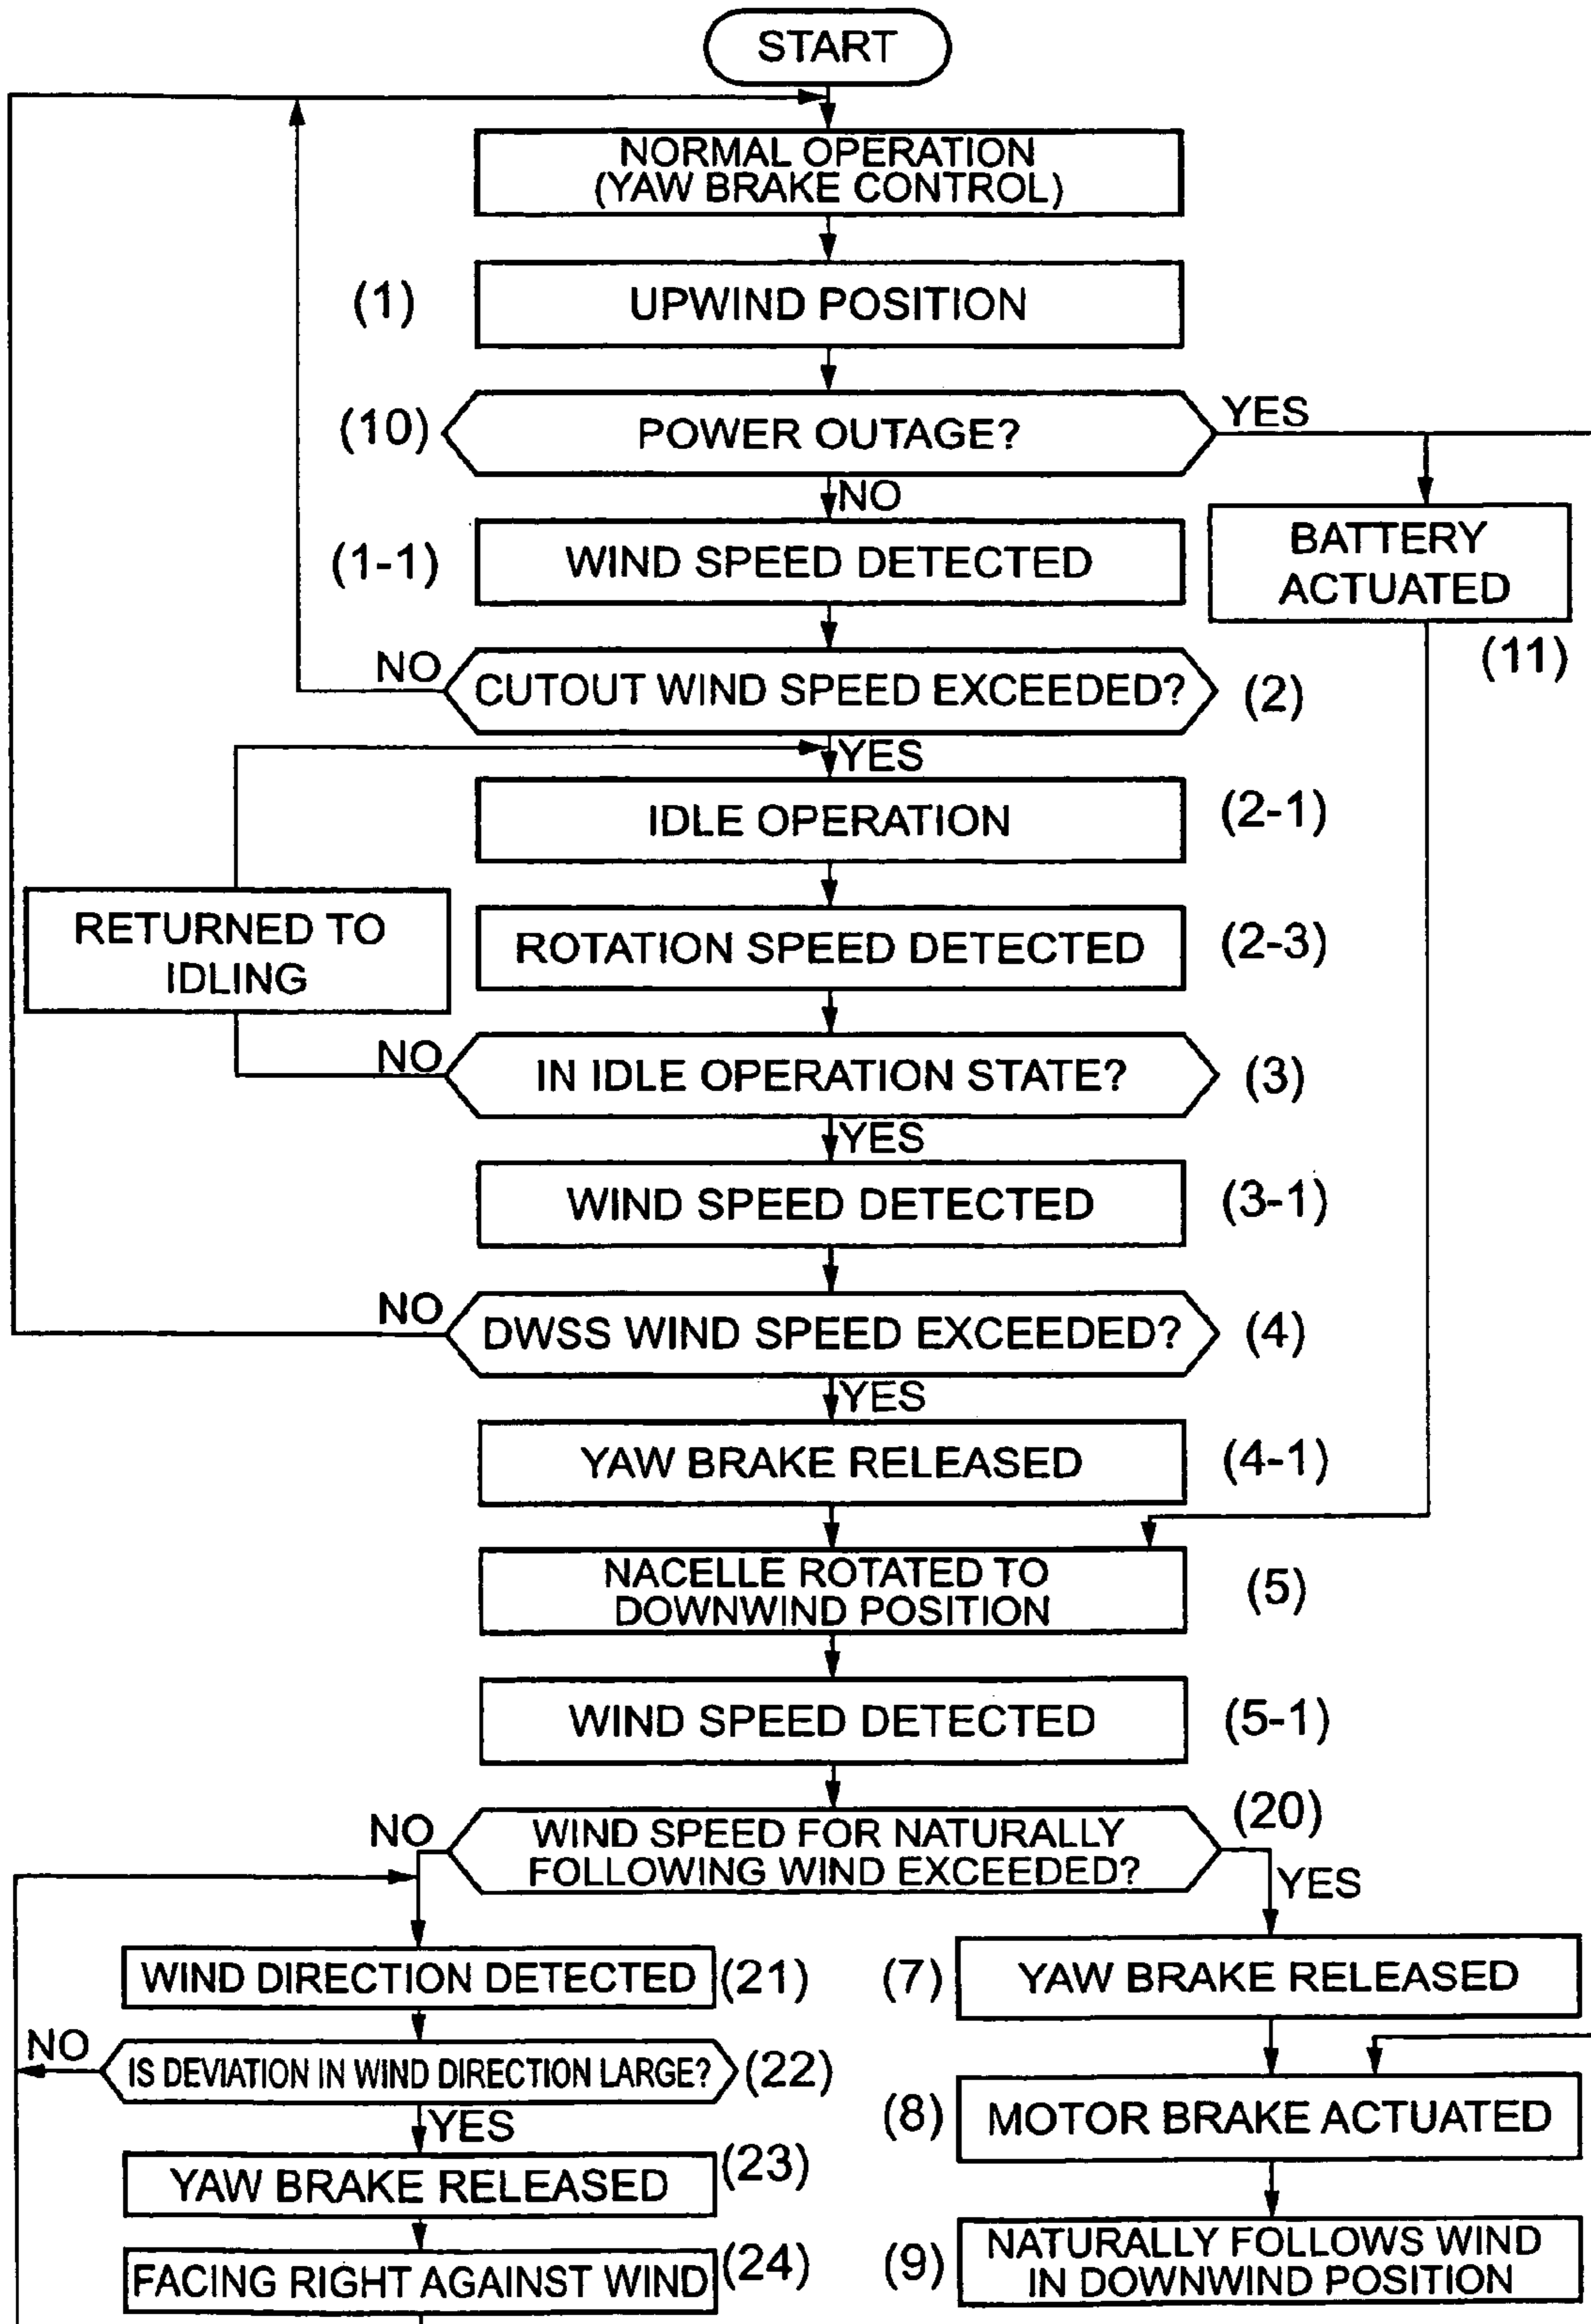 START
NORMAL OPERATION
(YAW BRAKE CONTROL)
(1)
UPWIND POSITION
(10)
POWER OUTAGE?
YES
NO
(1-1)
WIND SPEED DETECTED
BATTERY
ACTUATED
(11)
NO
CUTOUT WIND SPEED EXCEEDED?
(2)
YES
IDLE OPERATION
(2-1)
RETURNED TO
IDLING
ROTATION SPEED DETECTED
(2-3)
NO
IN IDLE OPERATION STATE?
(3)
YES
WIND SPEED DETECTED
(3-1)
NO
DWSS WIND SPEED EXCEEDED?
(4)
YES
YAW BRAKE RELEASED
(4-1)
NACELLE ROTATED TO
DOWNWIND POSITION
(5)
WIND SPEED DETECTED
(5-1)
NO
WIND SPEED FOR NATURALLY
FOLLOWING WIND EXCEEDED?
(20)
YES
WIND DIRECTION DETECTED
(21)
(7)
YAW BRAKE RELEASED
NO
IS DEVIATION IN WIND DIRECTION LARGE?
(22)
YES
(8)
MOTOR BRAKE ACTUATED
YAW BRAKE RELEASED
(23)
FACING RIGHT AGAINST WIND
(24)
(9)
NATURALLY FOLLOWS WIND
IN DOWNWIND POSITION